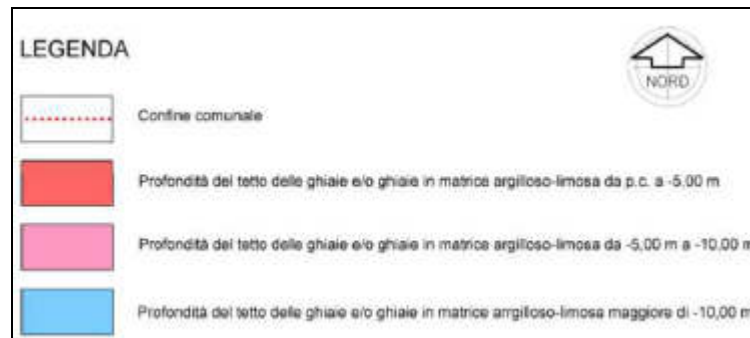 LEGENDA
NORD
Confine comunale
Profondità del tetto delle ghiaie e/o ghiaie in matrice argilloso-limosa da p.c. a -5,00 m
Profondità del tetto delle ghiaie e/o ghiaie in matrice argilloso-limosa da -5,00 m a -10,00 m
Profondità del tetto delle ghiaie e/o ghiaie in matrice arrgilloso-limosa maggiore di -10,00 m